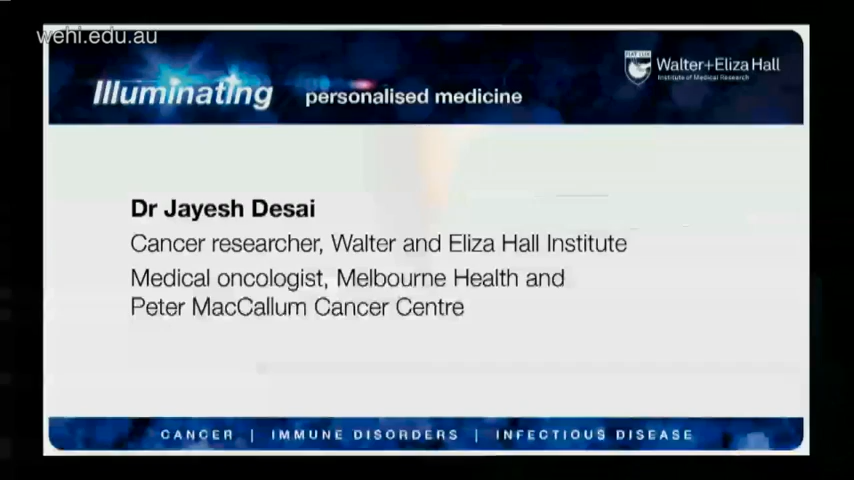 wehi.edu.au
Illuminating personalised medicine
Walter+Eliza Hall
Institute of Medical Research
Dr Jayesh Desai
Cancer researcher, Walter and Eliza Hall Institute
Medical oncologist, Melbourne Health and
Peter MacCallum Cancer Centre
CANCER | IMMUNE DISORDERS | INFECTIOUS DISEASE